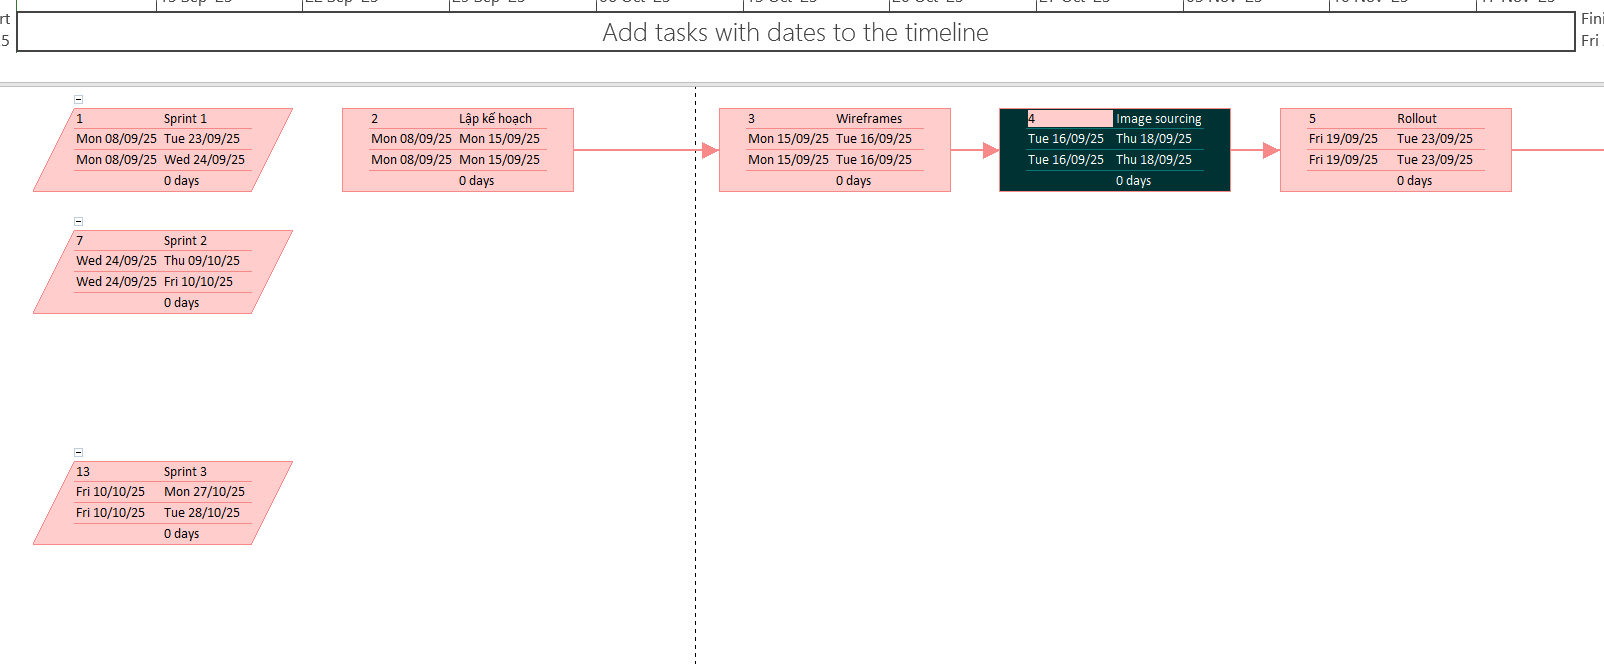 Add tasks with dates to the timeline
Fri
1 Sprint 1
Mon 08/09/25 Tue 23/09/25
Mon 08/09/25 Wed 24/09/25
0 days
2 Lập kế hoạch
Mon 08/09/25 Mon 15/09/25
Mon 08/09/25 Mon 15/09/25
0 days
3 Wireframes
Mon 15/09/25 Tue 16/09/25
Mon 15/09/25 Tue 16/09/25
0 days
4 Image sourcing
Tue 16/09/25 Thu 18/09/25
Tue 16/09/25 Thu 18/09/25
0 days
5 Rollout
Fri 19/09/25 Tue 23/09/25
Fri 19/09/25 Tue 23/09/25
0 days
7 Sprint 2
Wed 24/09/25 Thu 09/10/25
Wed 24/09/25 Fri 10/10/25
0 days
13 Sprint 3
Fri 10/10/25 Mon 27/10/25
Fri 10/10/25 Tue 28/10/25
0 days